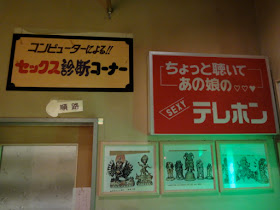 コンピューターによる!!
セックス診断コーナー
順路
ちょっと聴いて
あの娘の♡♡♥
SEXY
テレホン